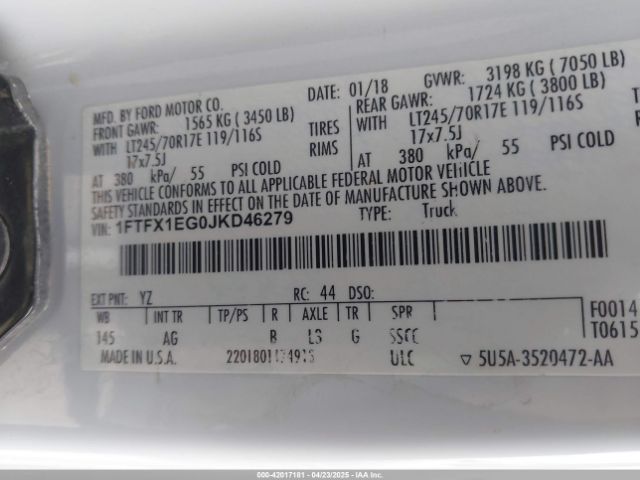 MFD. BY FORD MOTOR CO. DATE: 01/18 GVWR: 3198 KG ( 7050 LB)
FRONT GAWR: 1565 KG ( 3450 LB) REAR GAWR: 1724 KG ( 3800 LB)
WITH LT245/70R17E 119/116S TIRES WITH LT245/70R17E 119/116S
17x7.5J RIMS 17x7.5J
AT 380 kPa/ 55 PSI COLD AT 380 kPa/ 55 PSI COLD
THIS VEHICLE CONFORMS TO ALL APPLICABLE FEDERAL MOTOR VEHICLE
SAFETY STANDARDS IN EFFECT ON THE DATE OF MANUFACTURE SHOWN ABOVE.
VIN: 1FTFX1EG0JKD46279 TYPE: Truck
EXT PNT: YZ RC: 44 DSO:
WB INT TR TP/PS R AXLE TR SPR F0014
145 AG B L6 G T0615
MADE IN U.S.A. ▽ 5U5A-3520472-AA
000-42017181 - 04/23/2025 - IAAI.COM